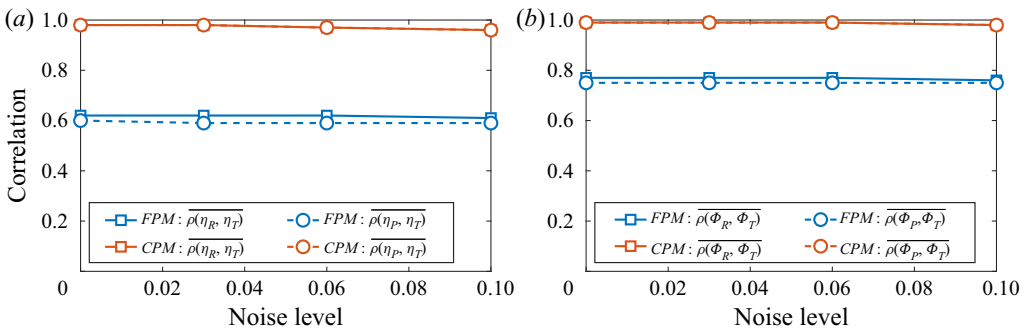 (a)
1.0
0.8
0.6
0.4
0.2
0
0.02
0.04
0.06
0.08
0.10
Correlation
Noise level
FPM: ρ(η_R, η_T)
FPM: ρ(η_P, η_T)
CPM: ρ(η_R, η_T)
CPM: ρ(η_P, η_T)
(b)
1.0
0.8
0.6
0.4
0.2
0
0.02
0.04
0.06
0.08
0.10
Noise level
FPM: ρ(Φ_R, Φ_T)
FPM: ρ(Φ_P,Φ_T)
CPM: ρ(Φ_R, Φ_T)
CPM: ρ(Φ_P, Φ_T)